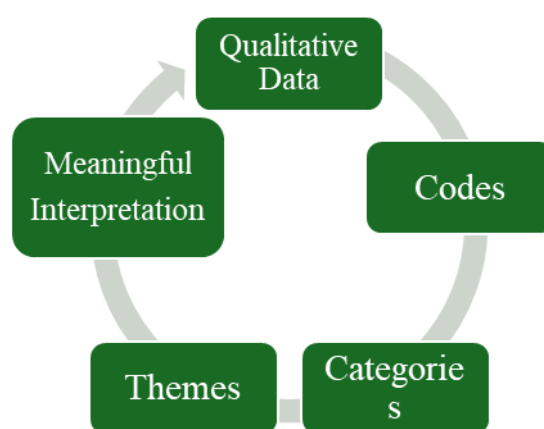 Qualitative
Data
Codes
Categorie
s
Themes
Meaningful
Interpretation